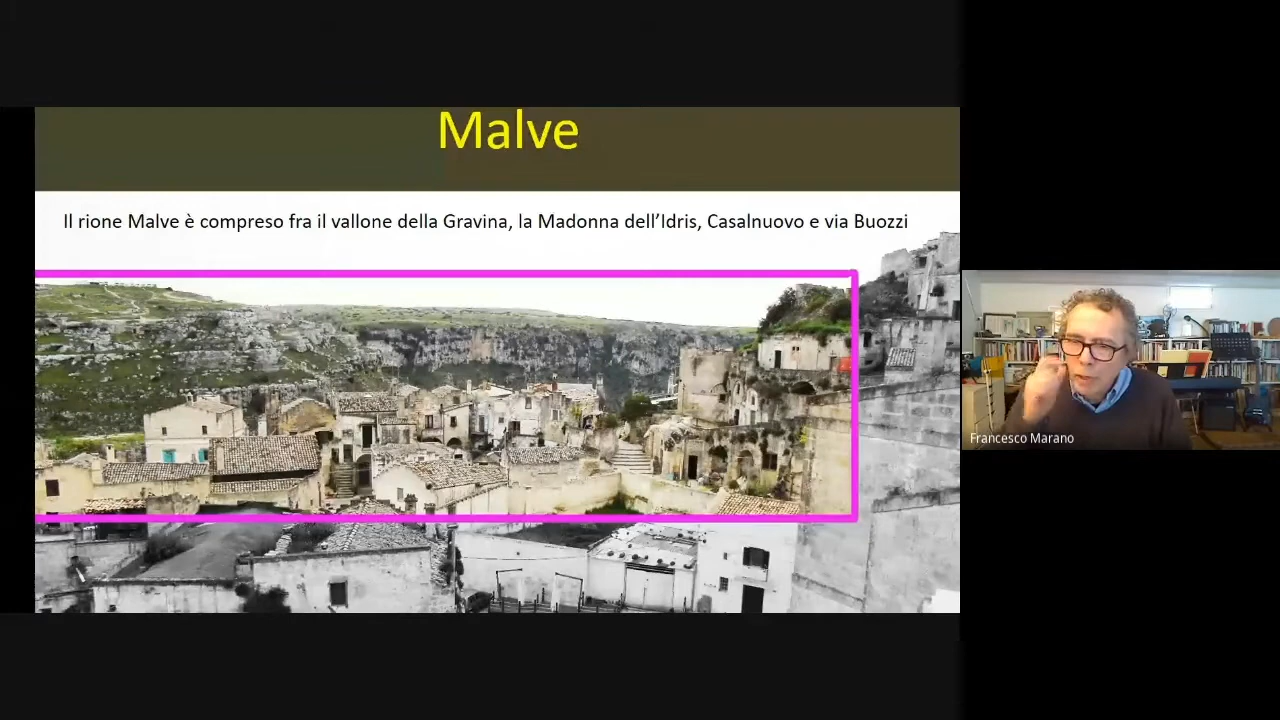 Malve
Il rione Malve è compreso fra il vallone della Gravina, la Madonna dell’Idris, Casalnuovo e via Buozzi
Francesco Marano